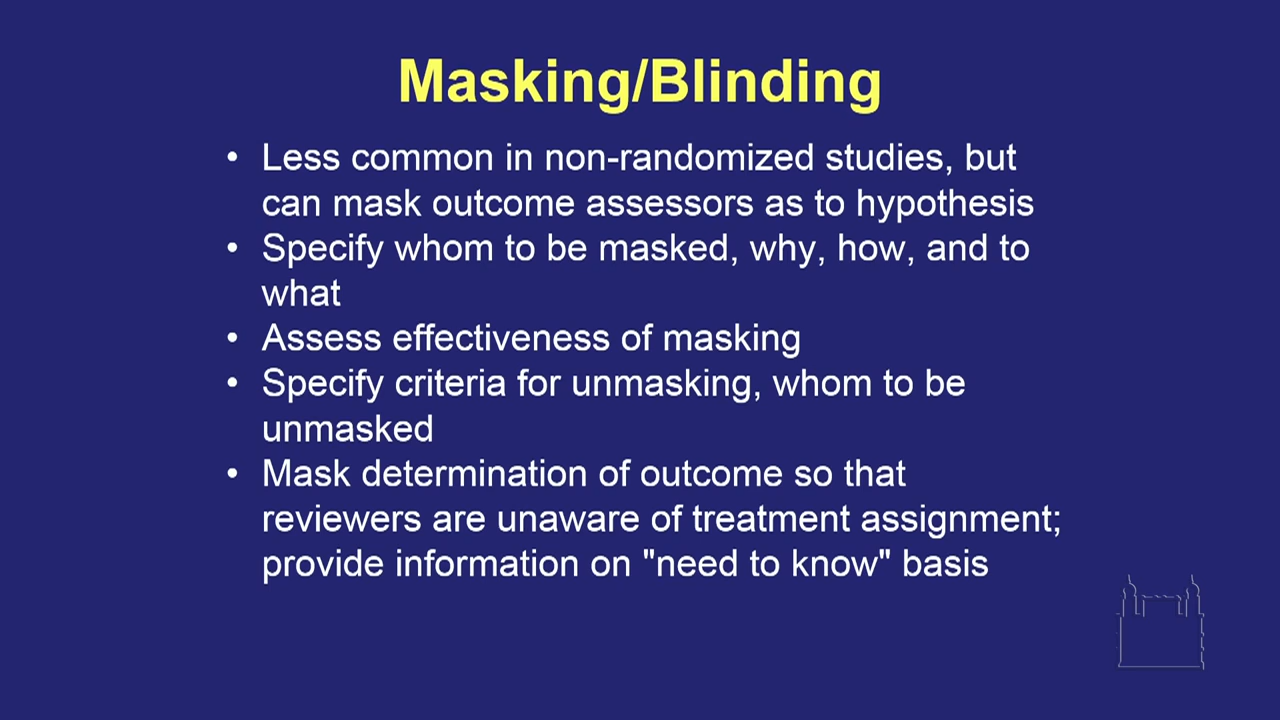 Masking/Blinding
• Less common in non-randomized studies, but
can mask outcome assessors as to hypothesis
• Specify whom to be masked, why, how, and to
what
• Assess effectiveness of masking
• Specify criteria for unmasking, whom to be
unmasked
• Mask determination of outcome so that
reviewers are unaware of treatment assignment;
provide information on "need to know" basis